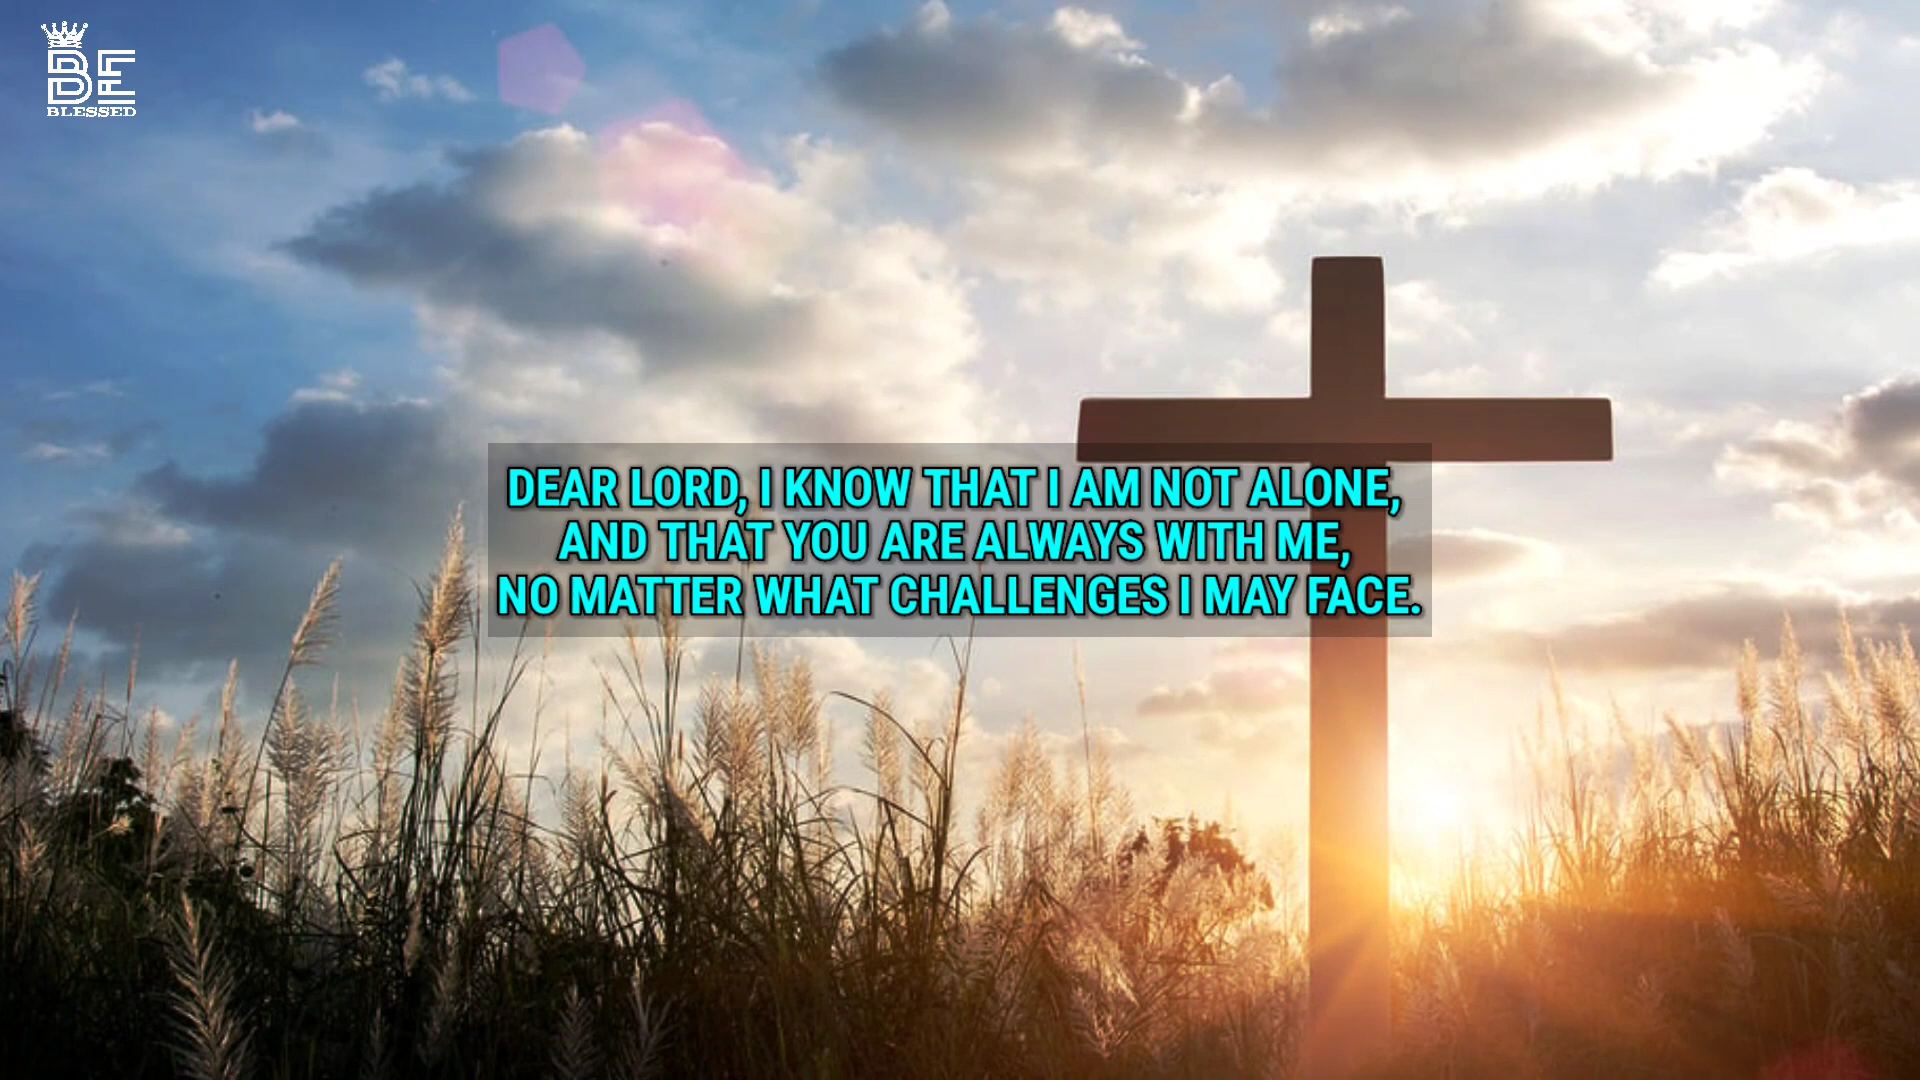 BE
BLESSED
DEAR LORD, I KNOW THAT I AM NOT ALONE,
AND THAT YOU ARE ALWAYS WITH ME,
NO MATTER WHAT CHALLENGES I MAY FACE.